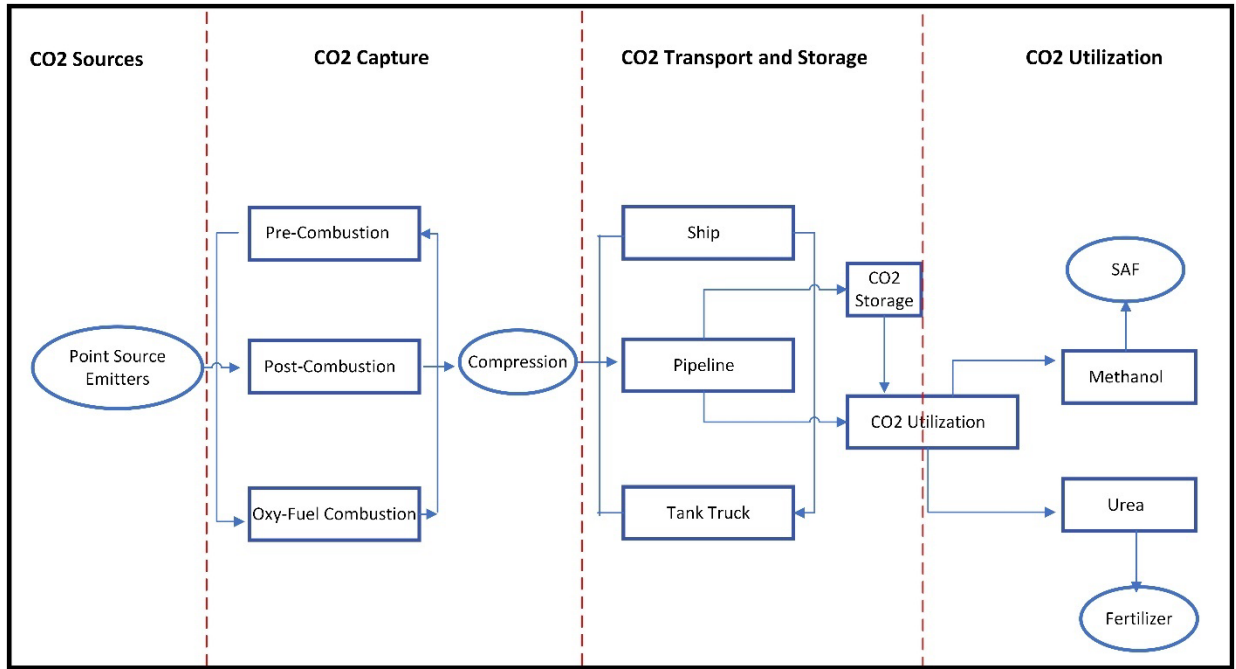 CO2 Sources
CO2 Capture
CO2 Transport and Storage
CO2 Utilization
Point Source
Emitters
Pre-Combustion
Post-Combustion
Oxy-Fuel Combustion
Compression
Ship
Pipeline
Tank Truck
CO2
Storage
CO2 Utilization
SAF
Methanol
Urea
Fertilizer